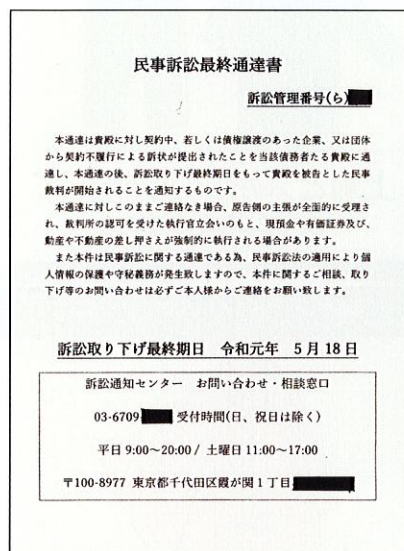 民事訴訟最終通達書
訴訟管理番号(ら)
本通達は貴殿に対し契約中、若しくは債権譲渡のあった企業、又は団体
から契約不履行による訴状が提出されたことを当該債務者たる貴殿に通
達し、本通達の後、訴訟取り下げ最終期日をもって貴殿を被告とした民事
裁判が開始されることを通知するものです。
本通達に対しこのままご連絡なき場合、原告側の主張が全面的に受理さ
れ、裁判所の認可を受けた執行官立会いのもと、現預金や有価証券及び、
動産や不動産の差し押さえが強制的に執行される場合があります。
また本件は民事訴訟に関する通達である為、民事訴訟法の適用により個
人情報の保護や守秘義務が発生致しますので、本件に関するご相談、取り
下げ等のお問い合わせは必ずご本人様からご連絡をお願い致します。
訴訟取り下げ最終期日 令和元年 5月18日
訴訟通知センター お問い合わせ・相談窓口
03-6709- 受付時間(日、祝日は除く)
平日 9:00~20:00 / 土曜日 11:00~17:00
〒100-8977 東京都千代田区霞が関1丁目